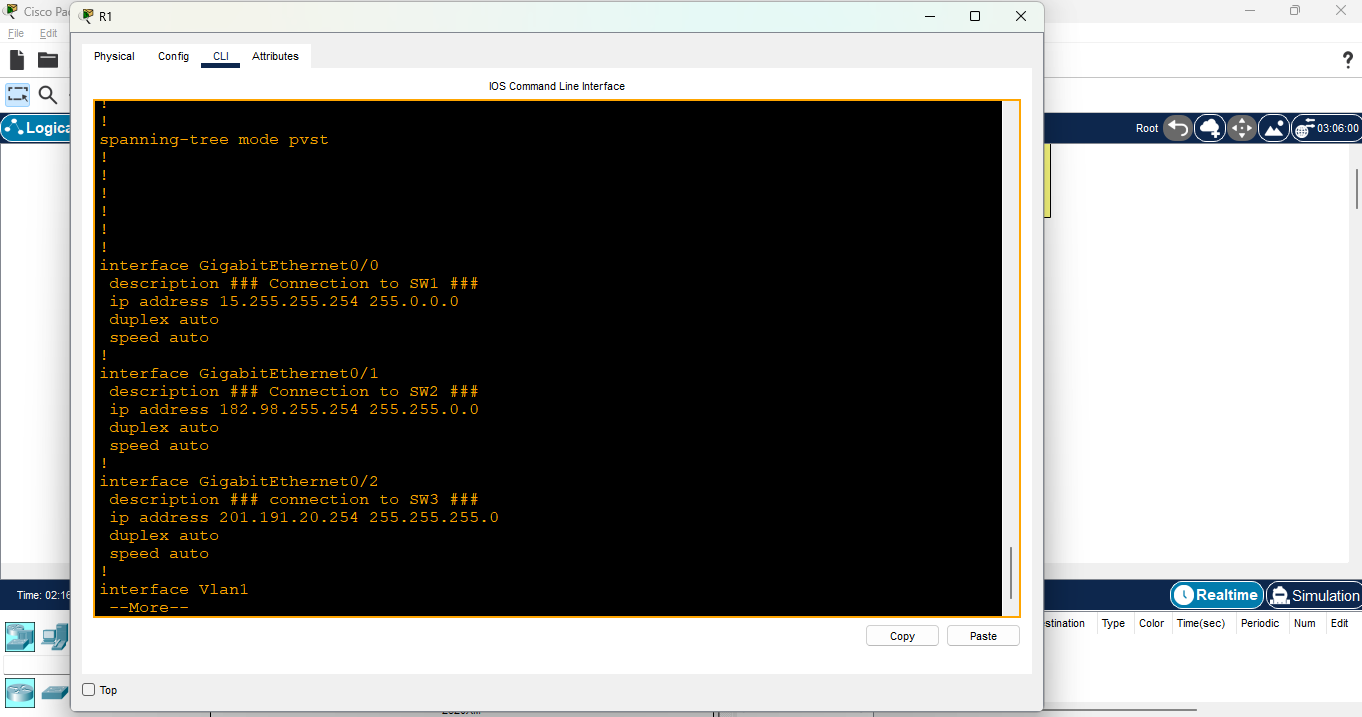 Cisco Pa
R1
File Edit
Physical Config CLI Attributes
IOS Command Line Interface
Logica
Root
03:06:00
!
!
spanning-tree mode pvst
!
!
!
!
!
!
interface GigabitEthernet0/0
description ### Connection to SW1 ###
ip address 15.255.255.254 255.0.0.0
duplex auto
speed auto
!
interface GigabitEthernet0/1
description ### Connection to SW2 ###
ip address 182.98.255.254 255.255.0.0
duplex auto
speed auto
!
interface GigabitEthernet0/2
description ### connection to SW3 ###
ip address 201.191.20.254 255.255.255.0
duplex auto
speed auto
!
interface Vlan1
--More--
Copy Paste
Top
Time: 02:16
Realtime Simulation
stination Type Color Time(sec) Periodic Num Edit
?